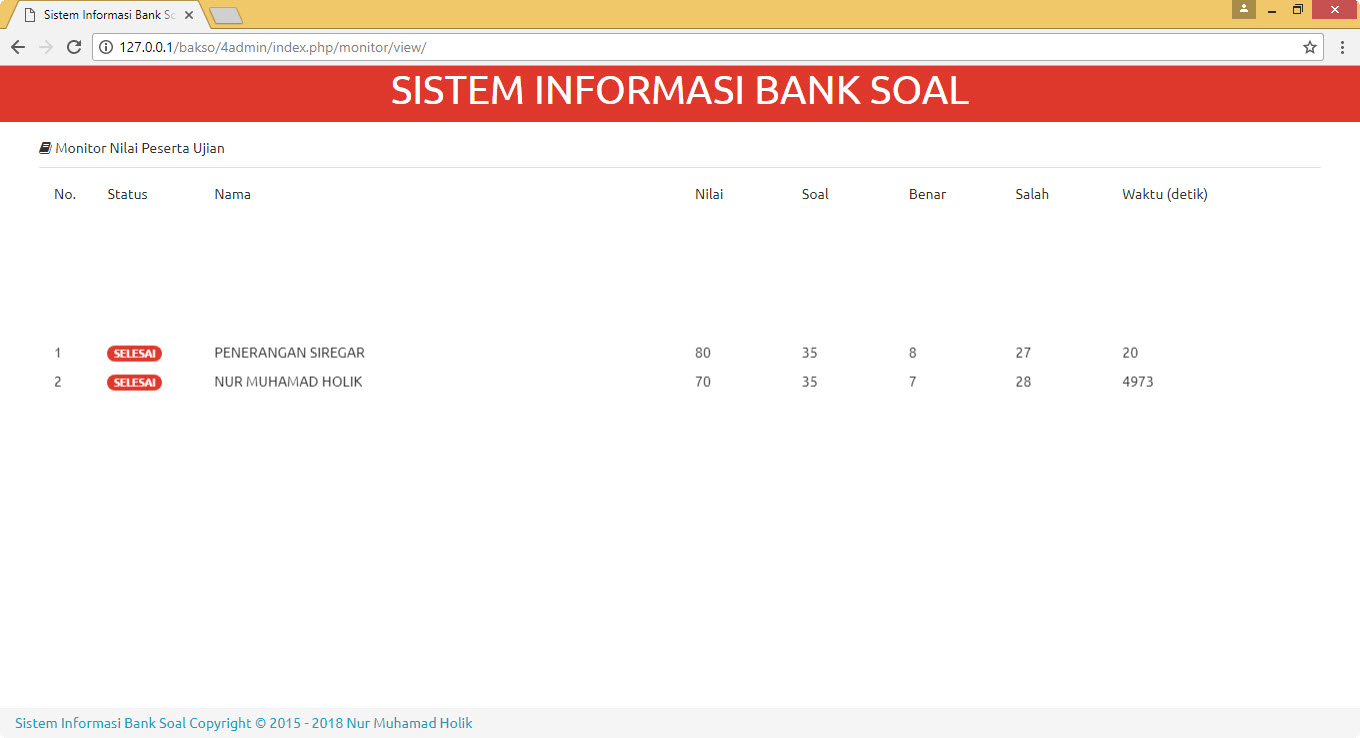 Sistem Informasi Bank So
127.0.0.1/bakso/4admin/index.php/monitor/view/
SISTEM INFORMASI BANK SOAL
Monitor Nilai Peserta Ujian
No. Status Nama Nilai Soal Benar Salah Waktu (detik)
1 SELESAI PENERANGAN SIREGAR 80 35 8 27 20
2 SELESAI NUR MUHAMAD HOLIK 70 35 7 28 4973
Sistem Informasi Bank Soal Copyright © 2015 - 2018 Nur Muhamad Holik